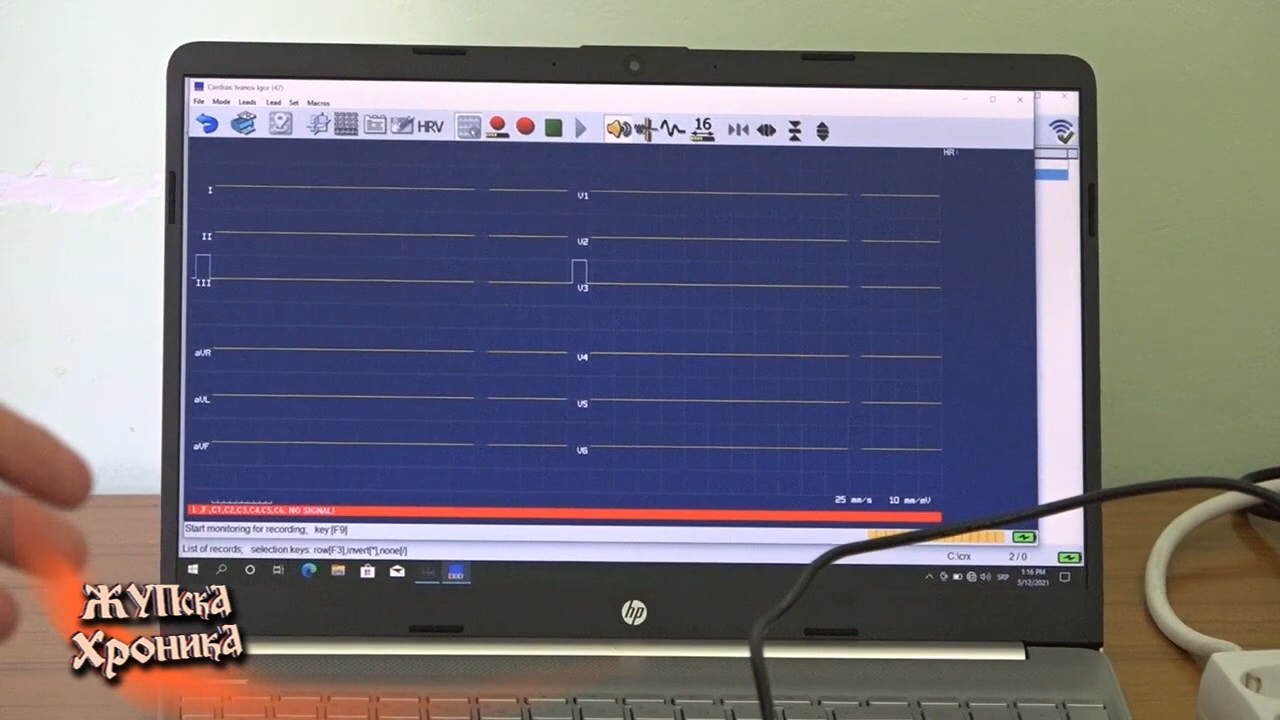 Cardiax: Ivanov Igor (47)
File Mode Leads Lead Set Macros
HRV
16
HR:
I
V1
II
V2
III
V3
aVR
V4
aVL
V5
aVF
V6
25 mm/s 10 mm/mV
L ,F ,C1,C2,C3,C4,C5,C6: NO SIGNAL!
Start monitoring for recording; key:[F9]
List of records; selection keys: row[F3],invert[*],none[/]
C:\crx 2 / 0
SRP
1:16 PM
5/12/2021
hp
ЖУПска
Хроника